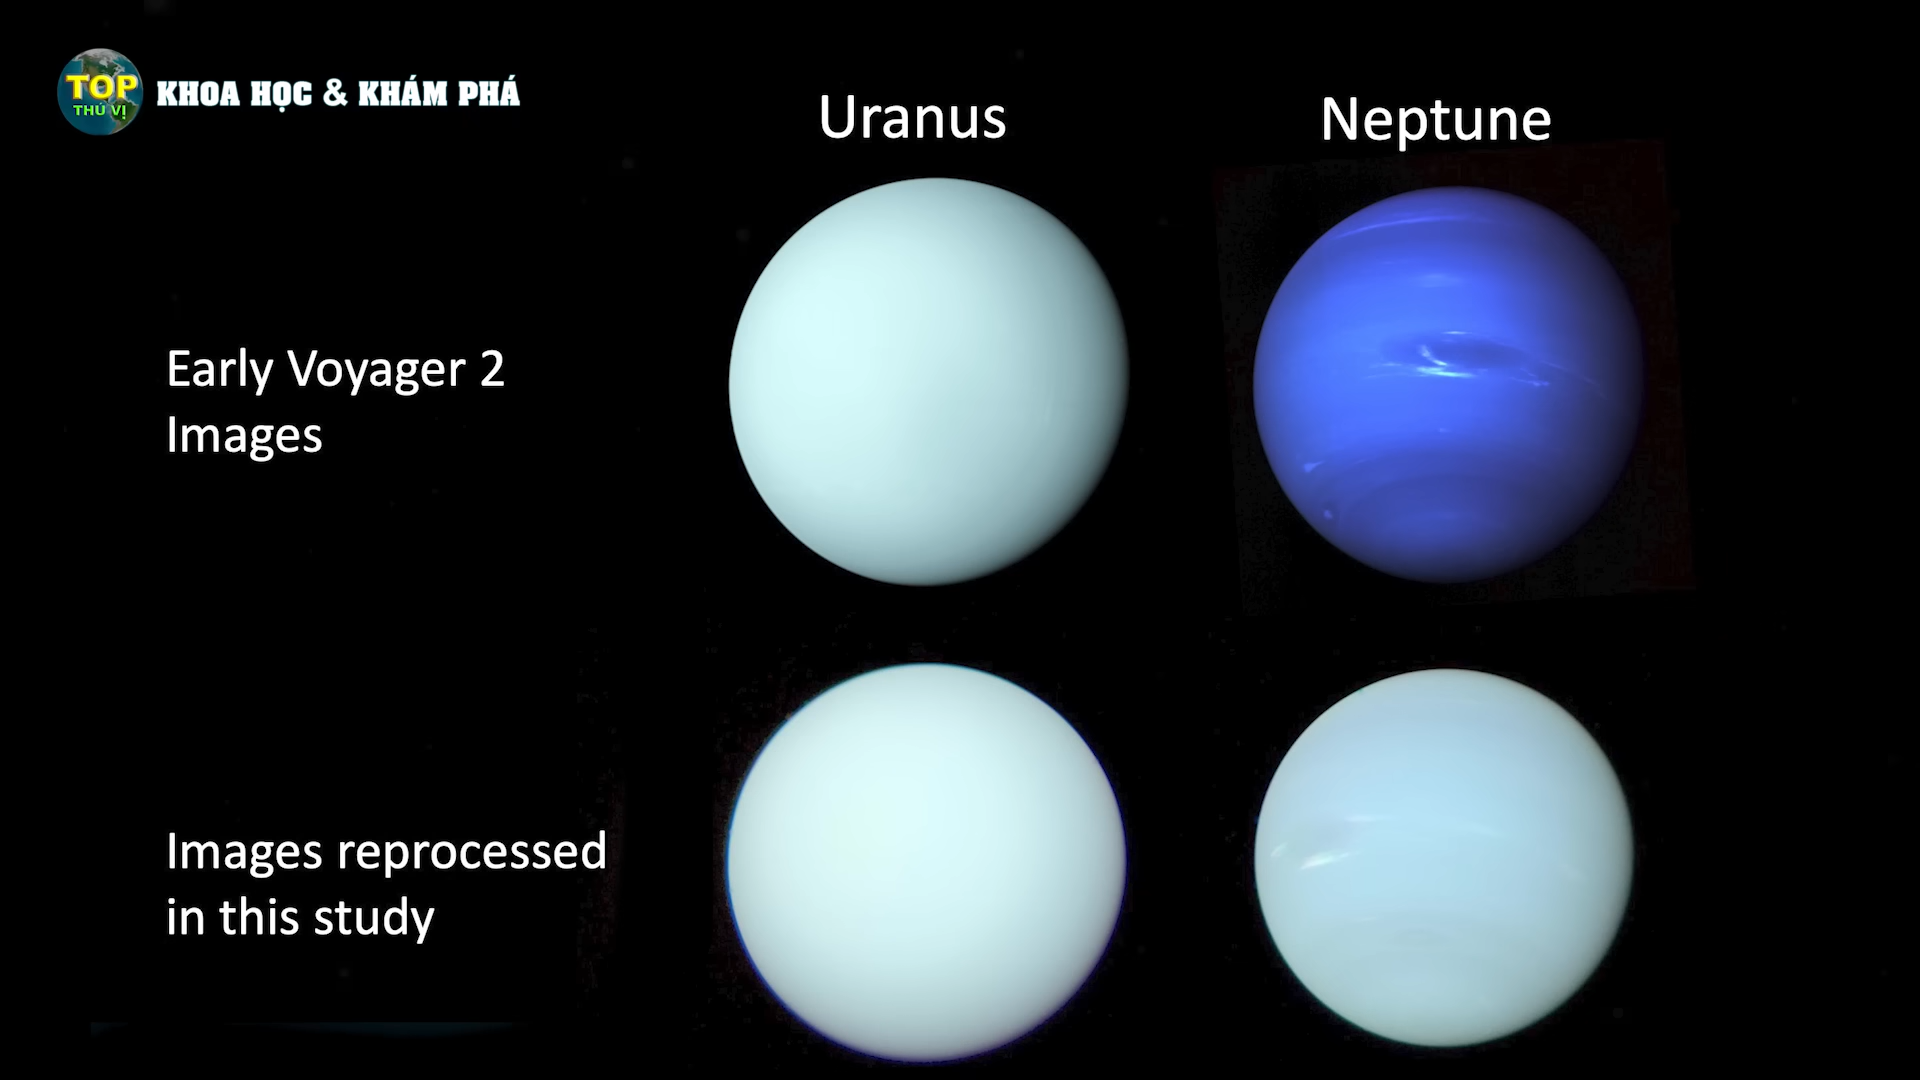 TOP
THÚ VỊ
KHOA HỌC & KHÁM PHÁ
Uranus
Neptune
Early Voyager 2
Images
Images reprocessed
in this study